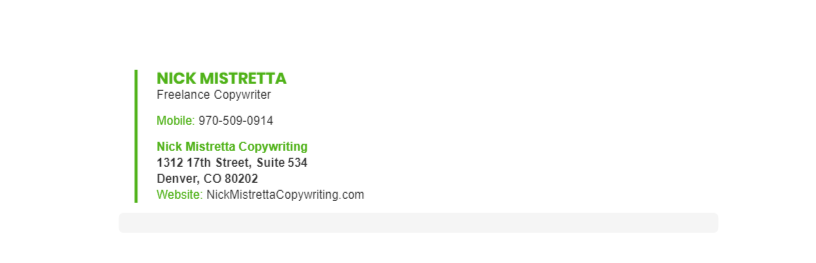 NICK MISTRETTA
Freelance Copywriter
Mobile: 970-509-0914
Nick Mistretta Copywriting
1312 17th Street, Suite 534
Denver, CO 80202
Website: NickMistrettaCopywriting.com